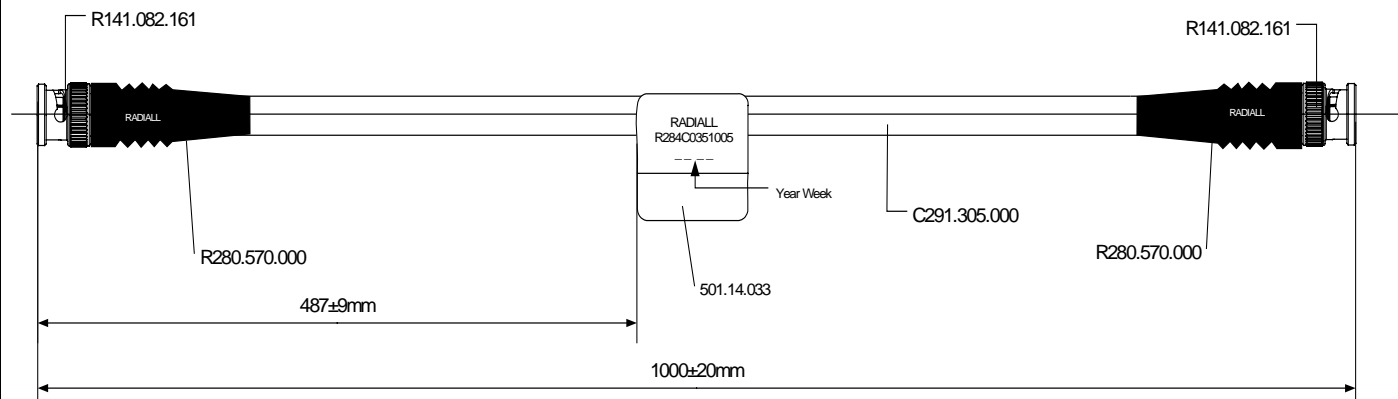 R141.082.161
R141.082.161
RADIALL
RADIALL
R284C0351005
_ _ _ _
RADIALL
Year Week
C291.305.000
R280.570.000
R280.570.000
501.14.033
487±9mm
1000±20mm